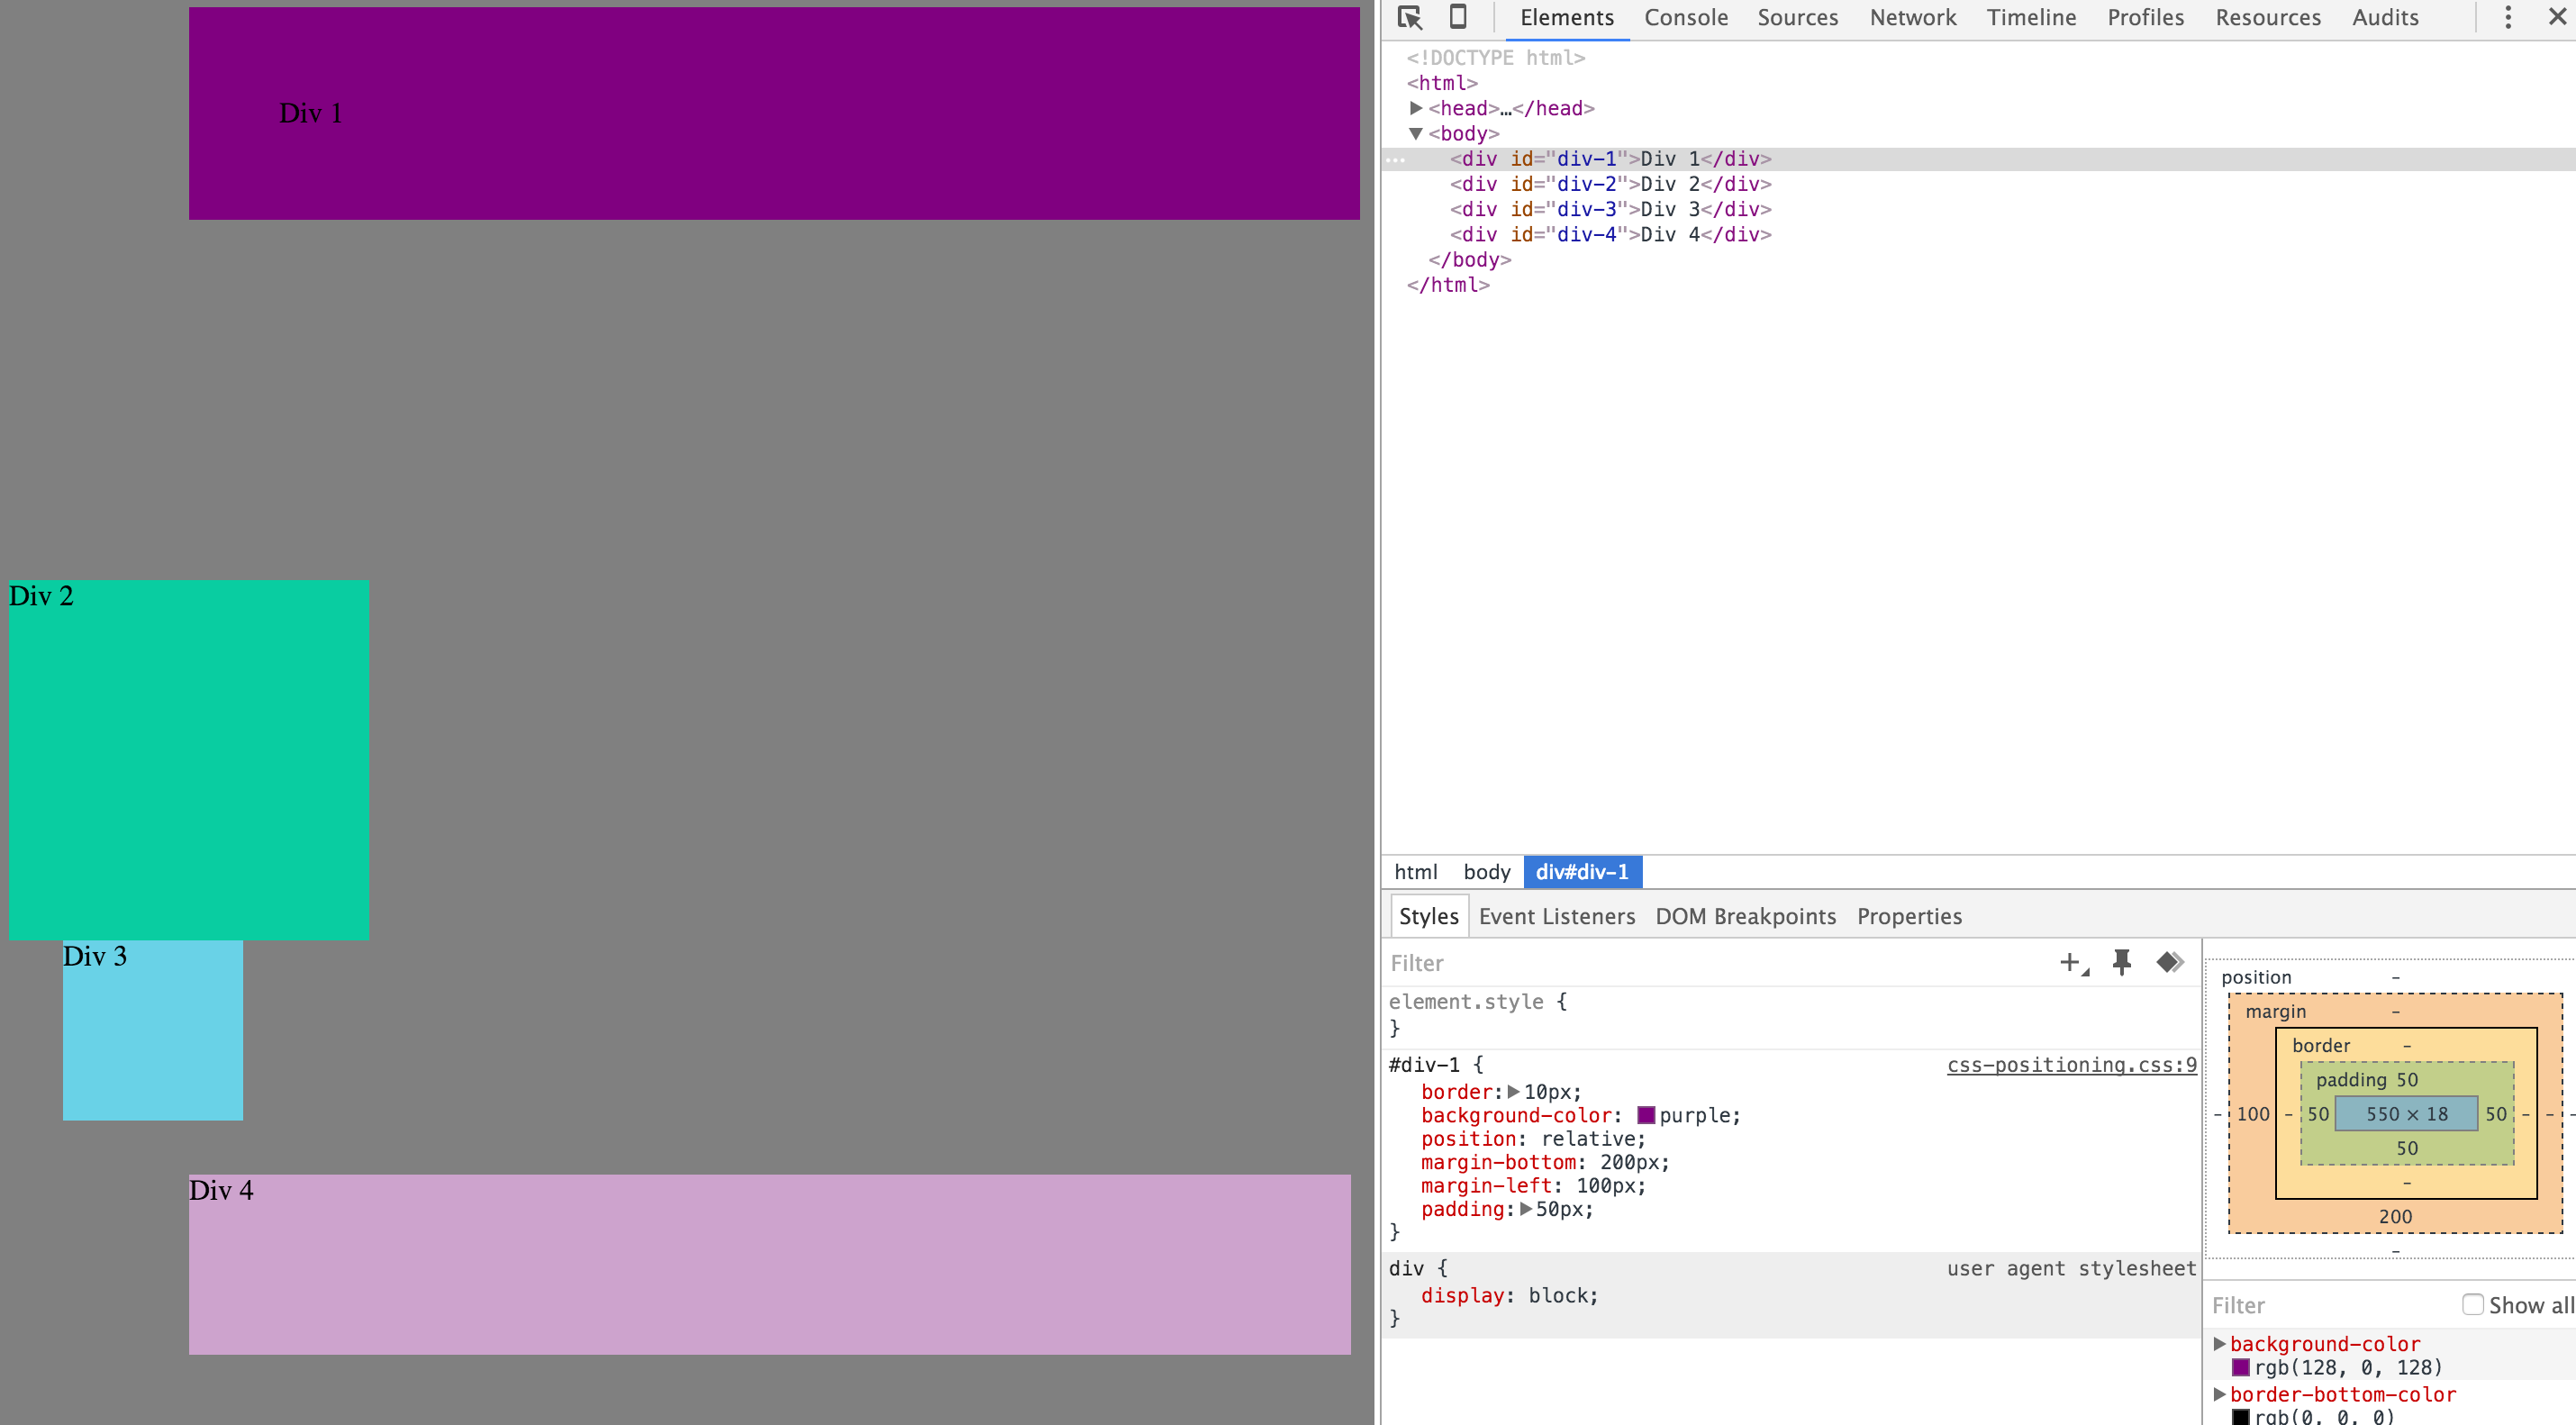 Div 1
Div 2
Div 3
Div 4
Elements Console Sources Network Timeline Profiles Resources Audits
<!DOCTYPE html>
<html>
<head>…</head>
<body>
<div id="div-1">Div 1</div>
<div id="div-2">Div 2</div>
<div id="div-3">Div 3</div>
<div id="div-4">Div 4</div>
</body>
</html>
html body div#div-1
Styles Event Listeners DOM Breakpoints Properties
Filter
element.style {
}
#div-1 { css-positioning.css:9
border: 10px;
background-color: purple;
position: relative;
margin-bottom: 200px;
margin-left: 100px;
padding: 50px;
}
div { user agent stylesheet
display: block;
}
position -
margin -
border -
padding 50
- 100 - 50 550 × 18 50 - - -
50
-
200
-
Filter Show all
background-color
rgb(128, 0, 128)
border-bottom-color
rgb(0, 0, 0)